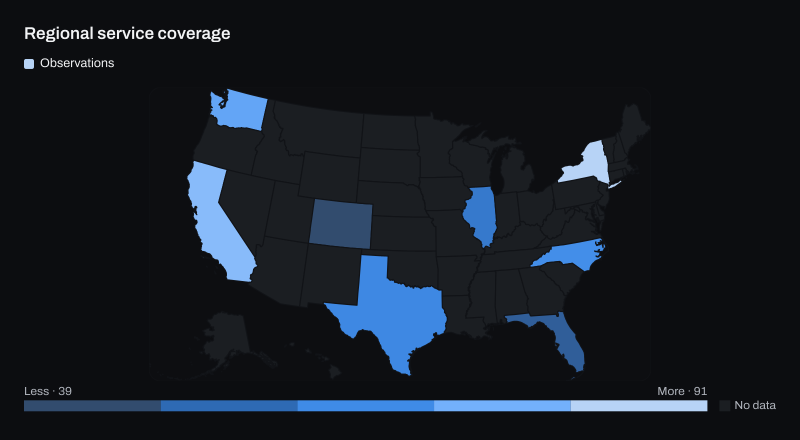 Regional service coverage
Observations
Less · 39
More · 91
No data